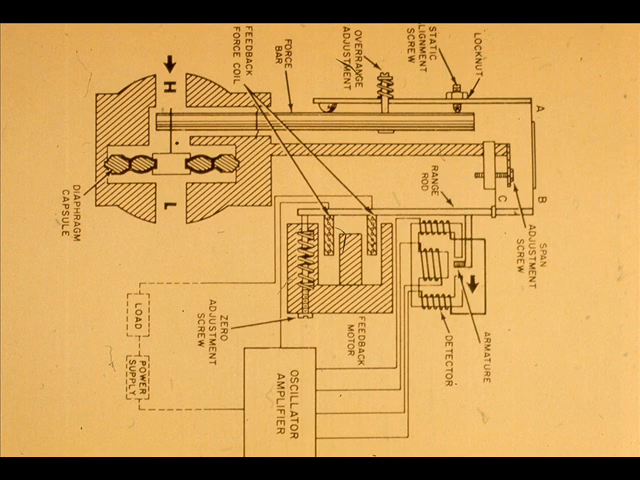 FEEDBACK
FORCE COIL
FORCE
BAR
OVERRANGE
ADJUSTMENT
STATIC
ALIGNMENT
SCREW
LOCKNUT
A
H
L
DIAPHRAGM
CAPSULE
RANGE
ROD
B
C
SPAN
ADJUSTMENT
SCREW
ARMATURE
DETECTOR
FEEDBACK
MOTOR
ZERO
ADJUSTMENT
SCREW
LOAD
POWER
SUPPLY
OSCILLATOR
AMPLIFIER